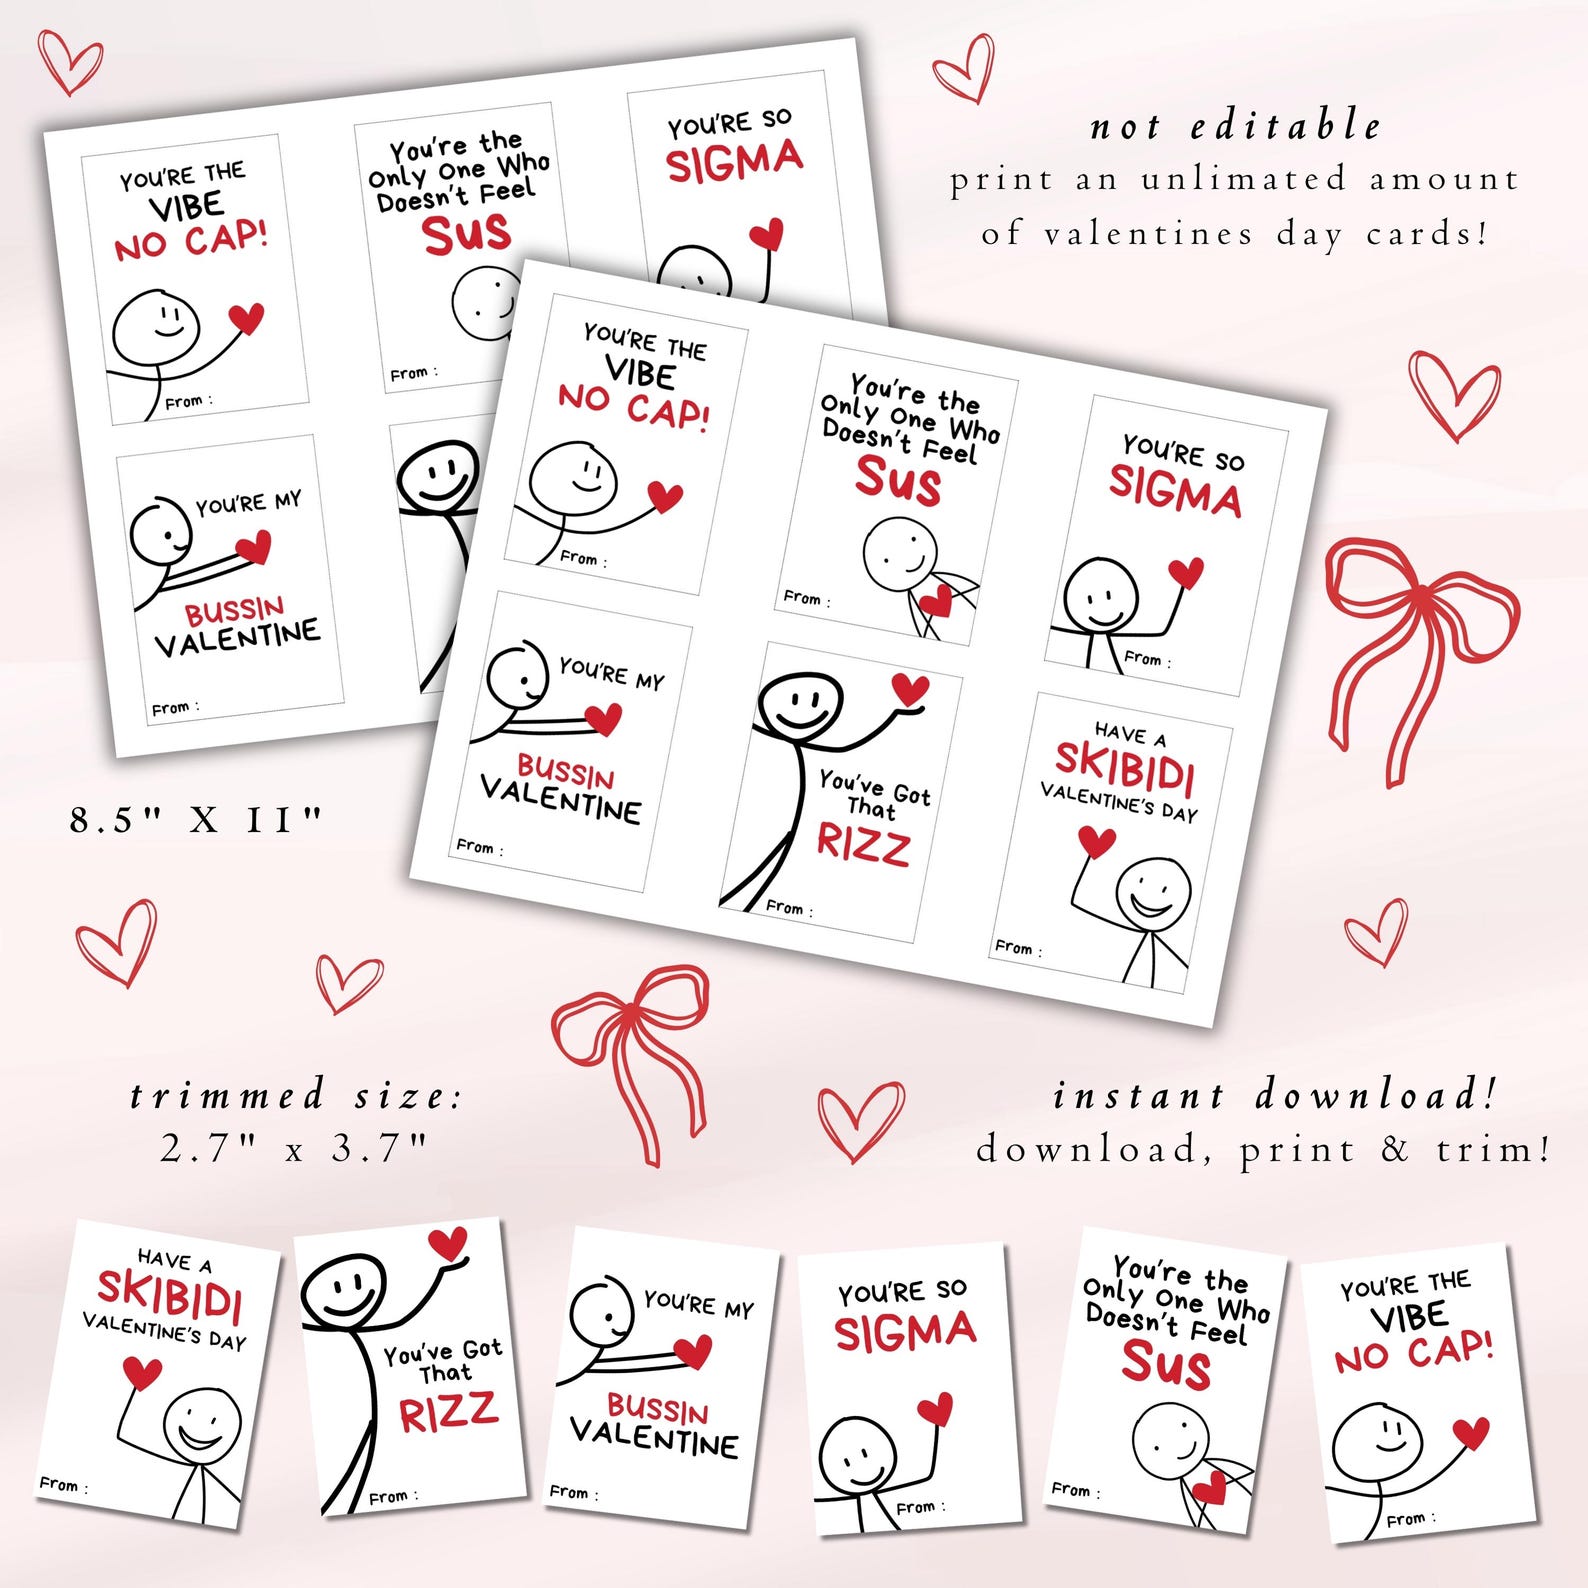 not editable
print an unlimated amount
of valentines day cards!
YOU'RE THE
VIBE
NO CAP!
From :
You're the
Only One Who
Doesn't Feel
Sus
From :
YOU'RE SO
SIGMA
YOU'RE MY
BUSSIN
VALENTINE
From :
YOU'RE THE
VIBE
NO CAP!
From :
You're the
Only One Who
Doesn't Feel
Sus
From :
YOU'RE SO
SIGMA
From :
YOU'RE MY
BUSSIN
VALENTINE
From :
You've Got
That
RIZZ
From :
HAVE A
SKIBIDI
VALENTINE'S DAY
From :
8.5" X 11"
trimmed size:
2.7" x 3.7"
instant download!
download, print & trim!
HAVE A
SKIBIDI
VALENTINE'S DAY
From :
You've Got
That
RIZZ
From :
YOU'RE MY
BUSSIN
VALENTINE
From :
YOU'RE SO
SIGMA
From :
You're the
Only One Who
Doesn't Feel
Sus
From :
YOU'RE THE
VIBE
NO CAP!
From :